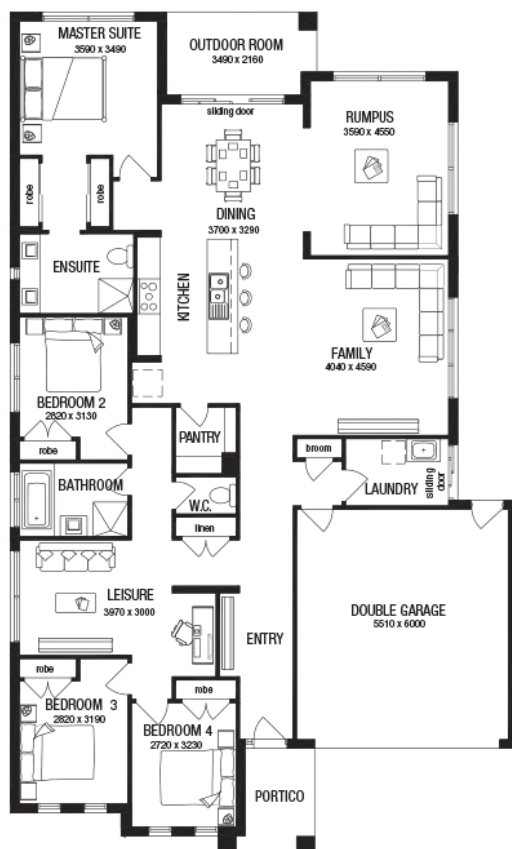 MASTER SUITE
3590 x 3490
OUTDOOR ROOM
3490 x 2160
sliding door
RUMPUS
3590 x 4550
robe
robe
DINING
3700 x 3290
ENSUITE
KITCHEN
FAMILY
4040 x 4590
BEDROOM 2
2820 x 3130
robe
PANTRY
broom
LAUNDRY
sliding
door
BATHROOM
W.C.
linen
LEISURE
3970 x 3000
DOUBLE GARAGE
5510 x 6000
ENTRY
robe
BEDROOM 3
2820 x 3190
robe
BEDROOM 4
2720 x 3230
PORTICO